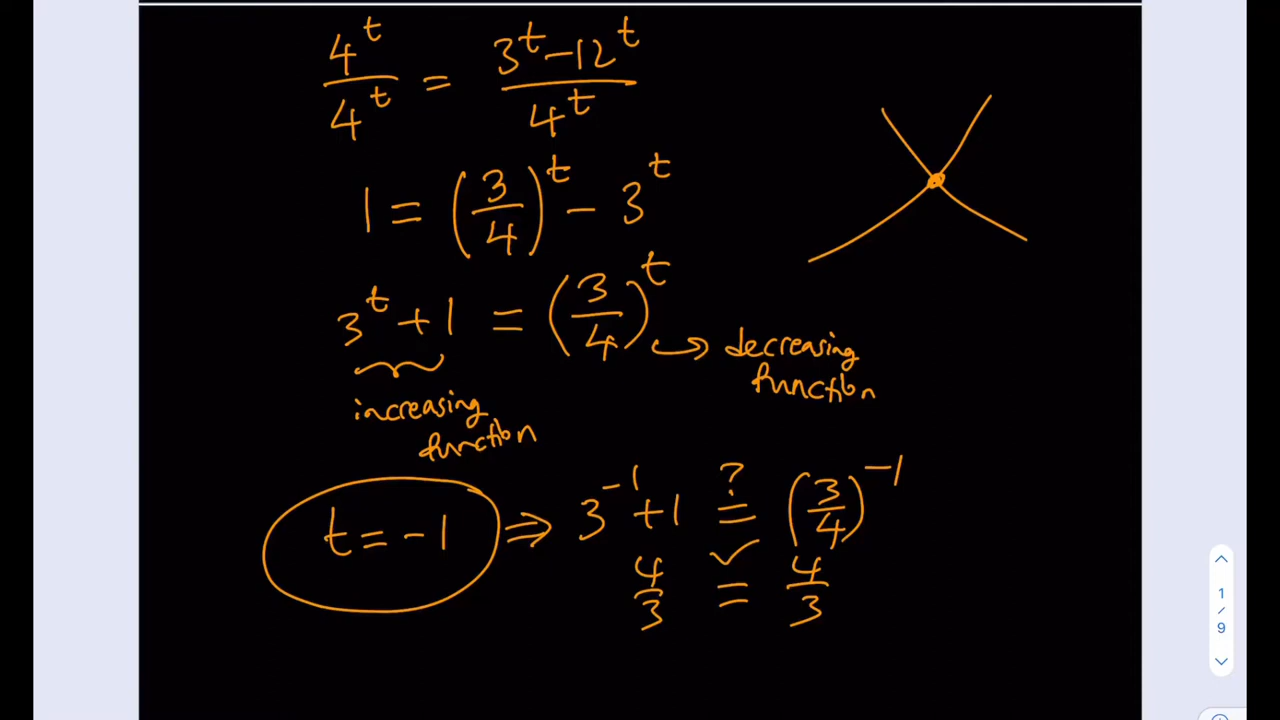 4^t/4^t = (3^t - 12^t)/4^t
1 = (3/4)^t - 3^t
3^t + 1 = (3/4)^t
decreasing
function
increasing
function
t = -1 ⇒ 3^-1 + 1 ≟ (3/4)^-1
4/3 = 4/3 ✓
1
/
9